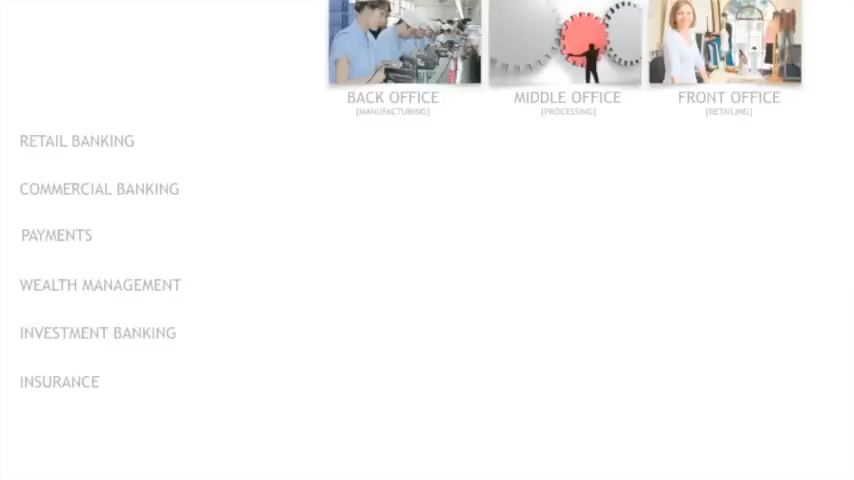 BACK OFFICE
[MANUFACTURING]
MIDDLE OFFICE
[PROCESSING]
FRONT OFFICE
[RETAILING]
RETAIL BANKING
COMMERCIAL BANKING
PAYMENTS
WEALTH MANAGEMENT
INVESTMENT BANKING
INSURANCE